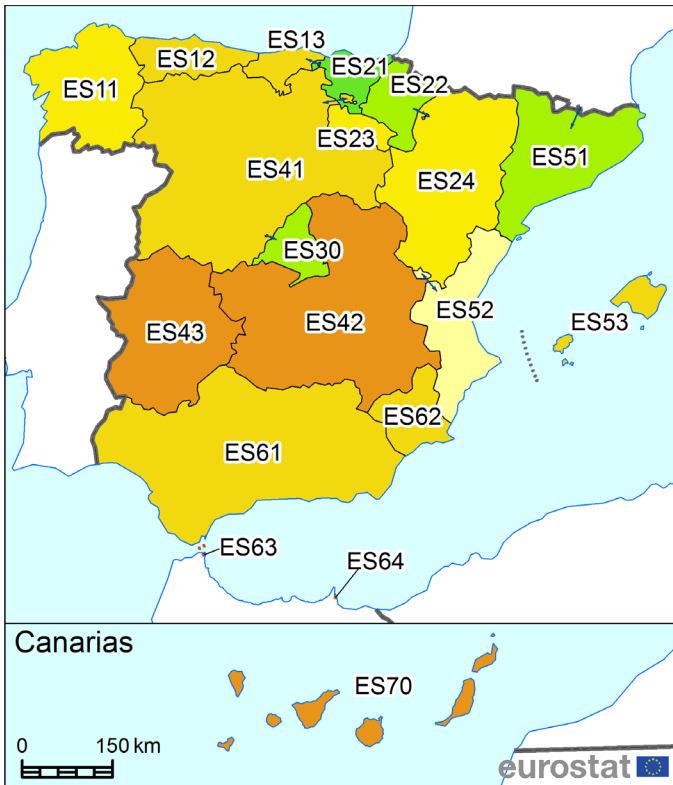 ES13
ES12
ES21
ES11
ES22
ES23
ES51
ES41
ES24
ES30
ES52
ES53
ES43
ES42
ES62
ES61
ES63
ES64
Canarias
ES70
0 150 km
eurostat